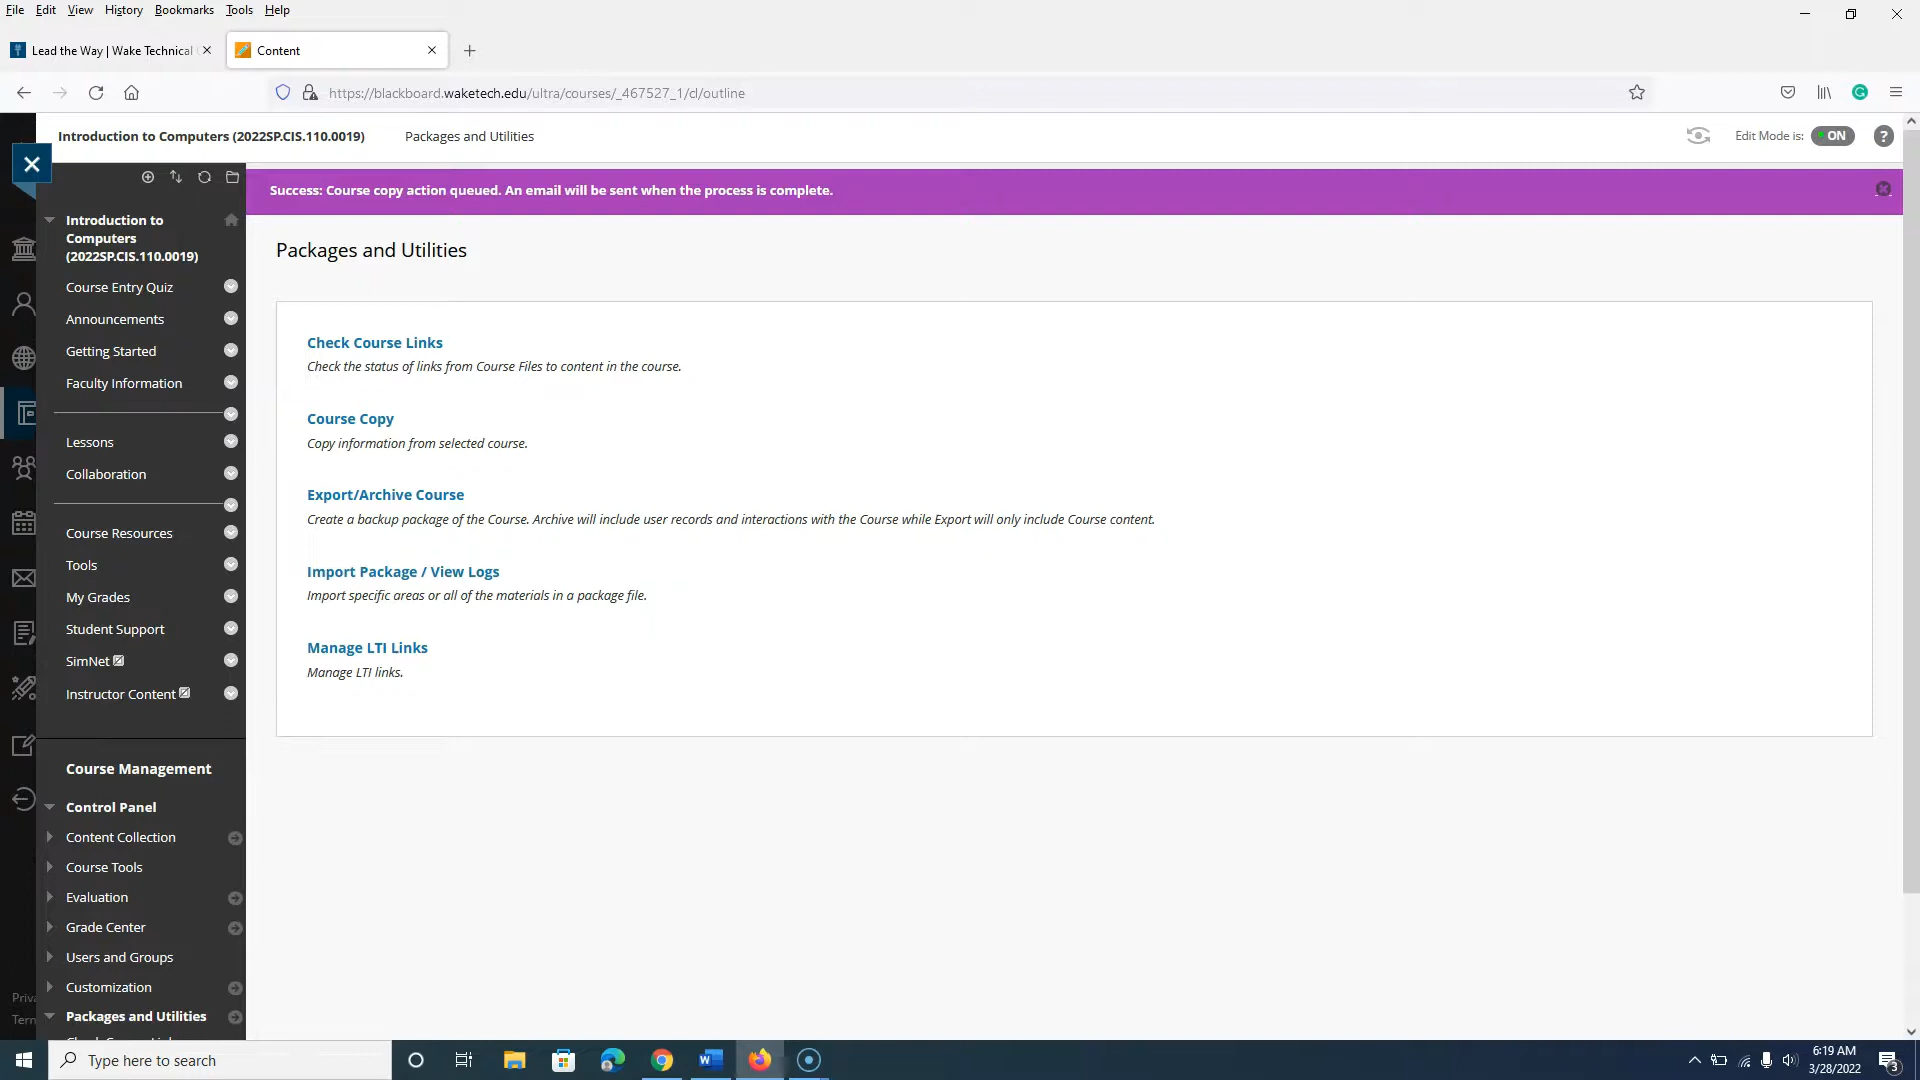 File Edit View History Bookmarks Tools Help
Lead the Way | Wake Technical
Content
https://blackboard.waketech.edu/ultra/courses/_467527_1/cl/outline
Introduction to Computers (2022SP.CIS.110.0019) Packages and Utilities Edit Mode is: ON ?
Success: Course copy action queued. An email will be sent when the process is complete.
Introduction to
Computers
(2022SP.CIS.110.0019)
Course Entry Quiz
Announcements
Getting Started
Faculty Information
Lessons
Collaboration
Course Resources
Tools
My Grades
Student Support
SimNet
Instructor Content
Course Management
Control Panel
Content Collection
Course Tools
Evaluation
Grade Center
Users and Groups
Customization
Packages and Utilities
Packages and Utilities
Check Course Links
Check the status of links from Course Files to content in the course.
Course Copy
Copy information from selected course.
Export/Archive Course
Create a backup package of the Course. Archive will include user records and interactions with the Course while Export will only include Course content.
Import Package / View Logs
Import specific areas or all of the materials in a package file.
Manage LTI Links
Manage LTI links.
Type here to search
6:19 AM
3/28/2022
3